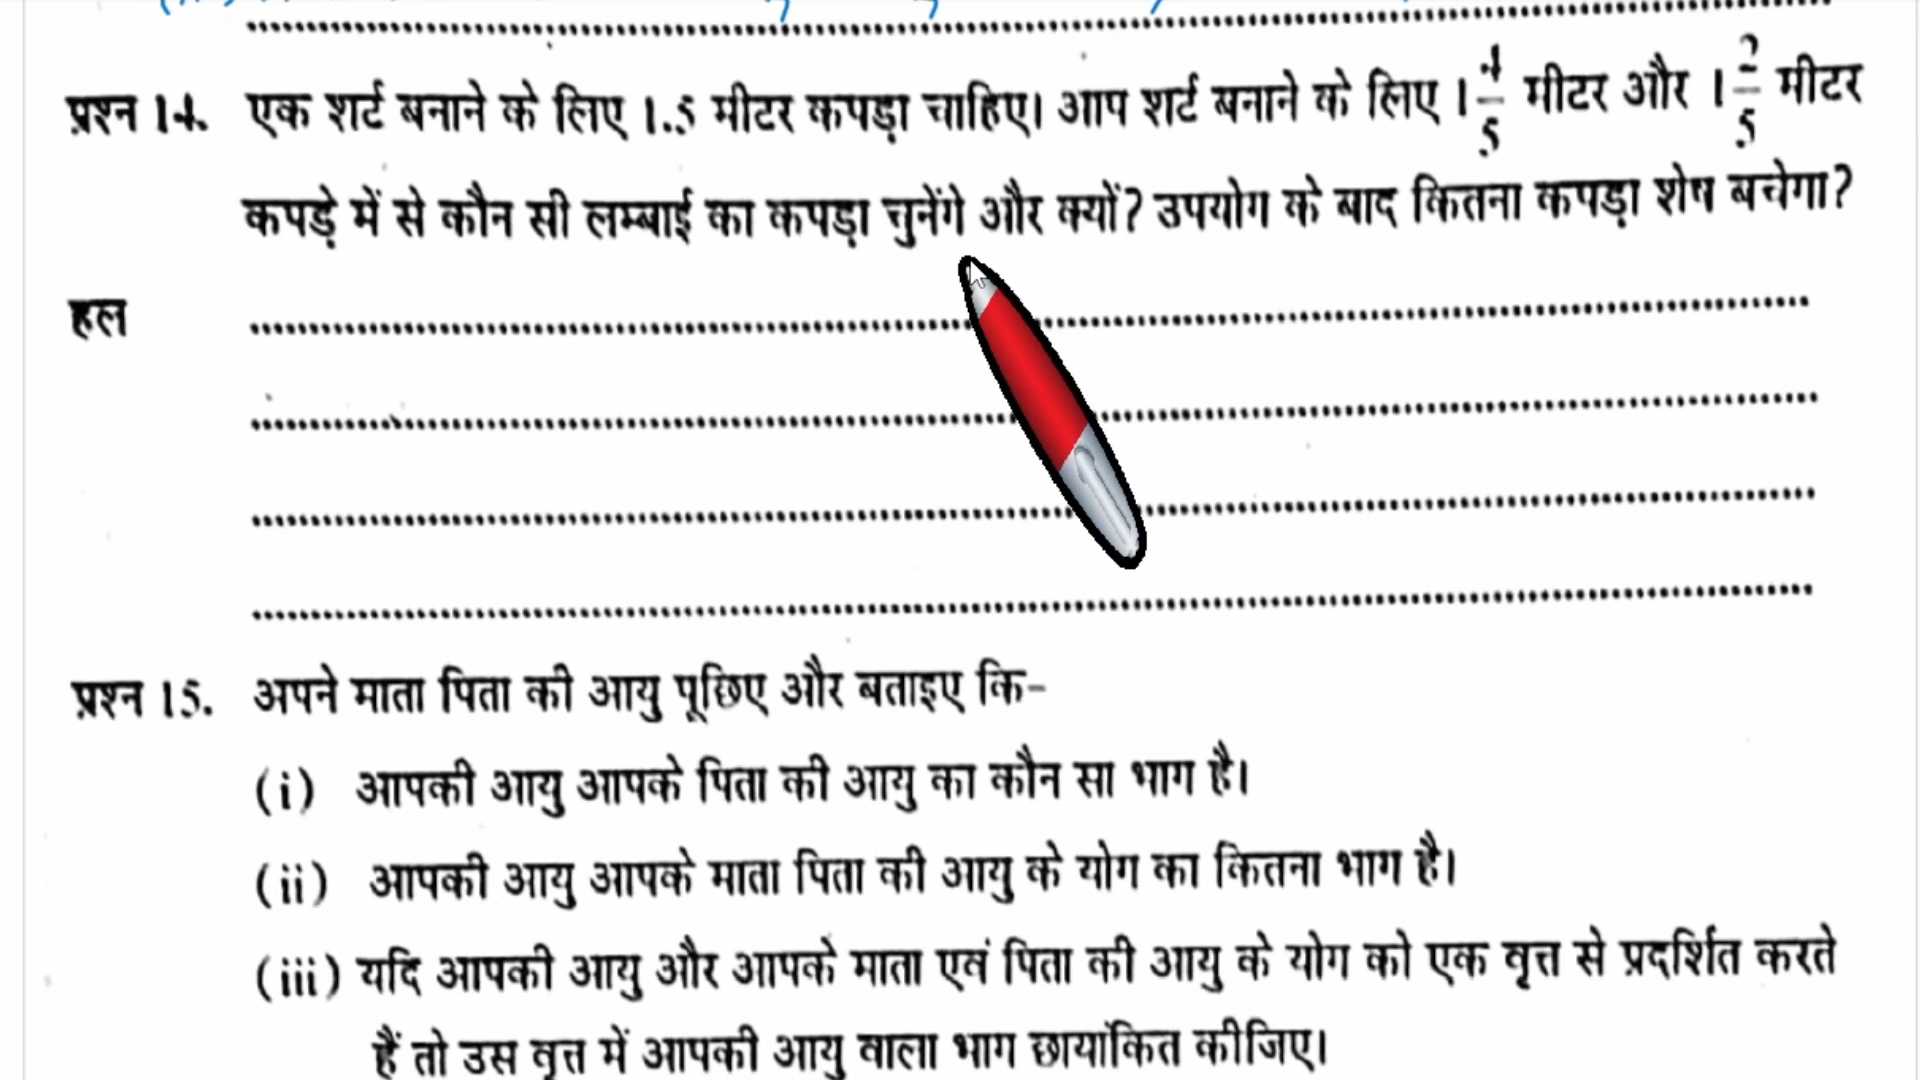 प्रश्न 14. एक शर्ट बनाने के लिए 1.5 मीटर कपड़ा चाहिए। आप शर्ट बनाने के लिए 1 4/5 मीटर और 1 2/5 मीटर
कपड़े में से कौन सी लम्बाई का कपड़ा चुनेंगे और क्यों? उपयोग के बाद कितना कपड़ा शेष बचेगा?
हल
प्रश्न 15. अपने माता पिता की आयु पूछिए और बताइए कि-
(i) आपकी आयु आपके पिता की आयु का कौन सा भाग है।
(ii) आपकी आयु आपके माता पिता की आयु के योग का कितना भाग है।
(iii) यदि आपकी आयु और आपके माता एवं पिता की आयु के योग को एक वृत्त से प्रदर्शित करते
हैं तो उस वृत्त में आपकी आयु वाला भाग छायांकित कीजिए।